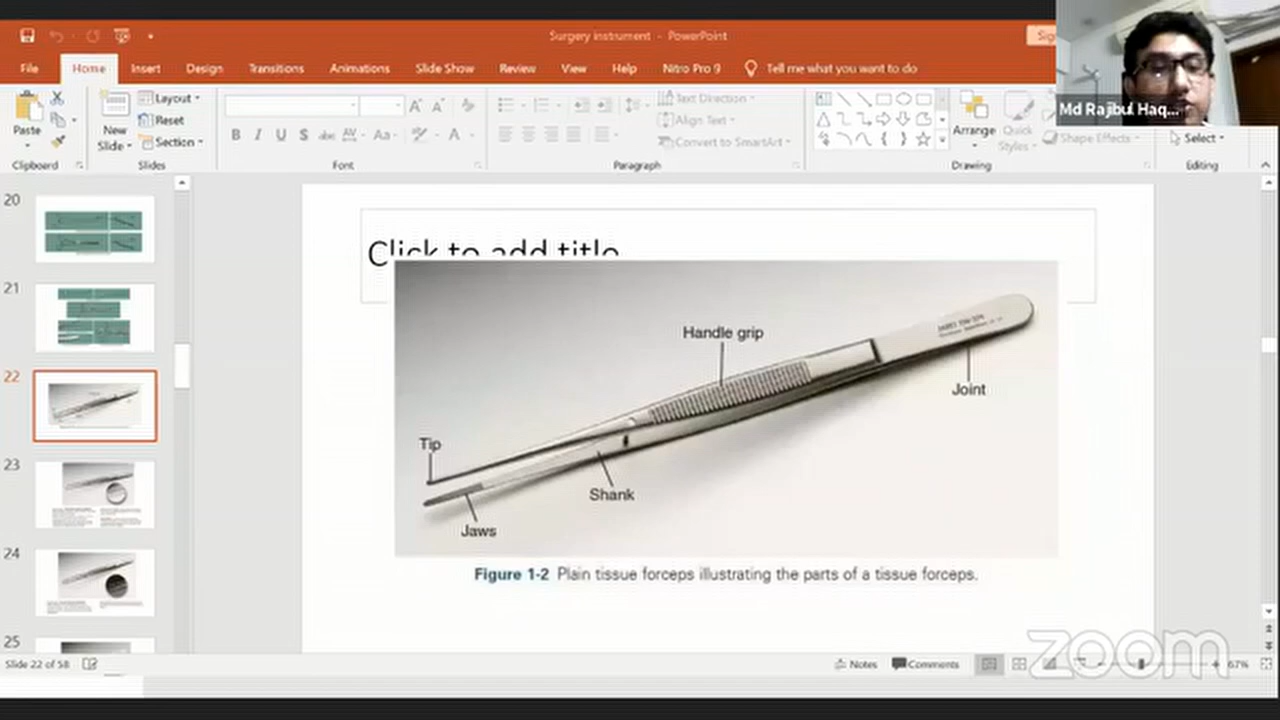 Surgery instrument - PowerPoint
File Home Insert Design Transitions Animations Slide Show Review View Help Nitro Pro 9 Tell me what you want to do
Md Rajibul Haq...
Paste
New
Slide
Layout
Reset
Section
B I U S abc AV Aa A
Text Direction
Align Text
Convert to SmartArt
Arrange
Quick
Styles
Shape Effects
Select
Clipboard Slides Font Paragraph Drawing Editing
20
21
22
23
24
25
Click to add title
Handle grip
Joint
Tip
Shank
Jaws
Figure 1-2 Plain tissue forceps illustrating the parts of a tissue forceps.
Slide 22 of 58
Notes Comments
67%
zoom